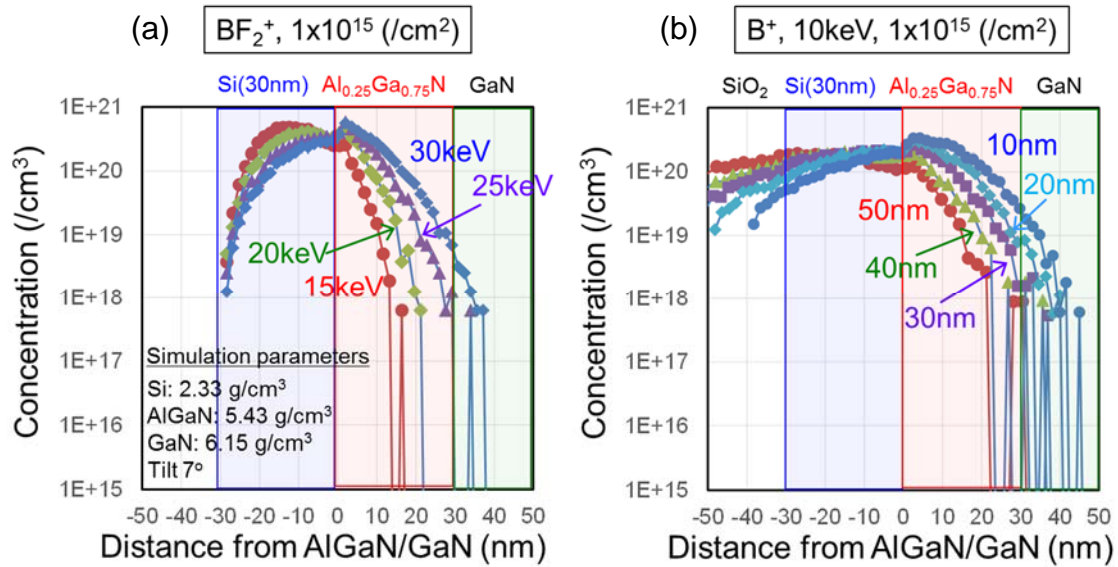 (a)
BF₂⁺, 1x10¹⁵ (/cm²)
Si(30nm)
Al₀.₂₅Ga₀.₇₅N
GaN
1E+21
1E+20
1E+19
1E+18
1E+17
1E+16
1E+15
Concentration (/cm³)
30keV
25keV
20keV
15keV
Simulation parameters
Si: 2.33 g/cm³
AlGaN: 5.43 g/cm³
GaN: 6.15 g/cm³
Tilt 7°
-50 -40 -30 -20 -10 0 10 20 30 40 50
Distance from AlGaN/GaN (nm)
(b)
B⁺, 10keV, 1x10¹⁵ (/cm²)
SiO₂
Si(30nm)
Al₀.₂₅Ga₀.₇₅N
GaN
1E+21
1E+20
1E+19
1E+18
1E+17
1E+16
1E+15
Concentration (/cm³)
10nm
20nm
50nm
40nm
30nm
-50 -40 -30 -20 -10 0 10 20 30 40 50
Distance from AlGaN/GaN (nm)